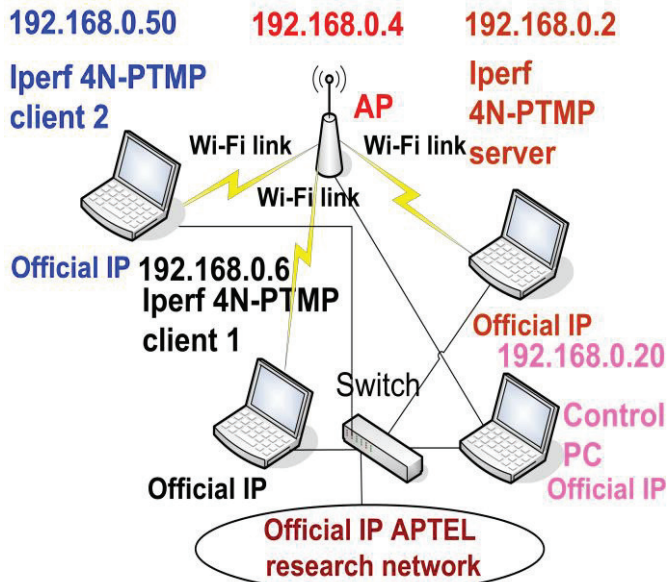 192.168.0.50
192.168.0.4
192.168.0.2
Iperf 4N-PTMP
client 2
AP
Iperf
4N-PTMP
server
Wi-Fi link
Wi-Fi link
Wi-Fi link
Official IP
192.168.0.6
Iperf 4N-PTMP
client 1
Official IP
192.168.0.20
Switch
Control
PC
Official IP
Official IP
Official IP APTEL
research network